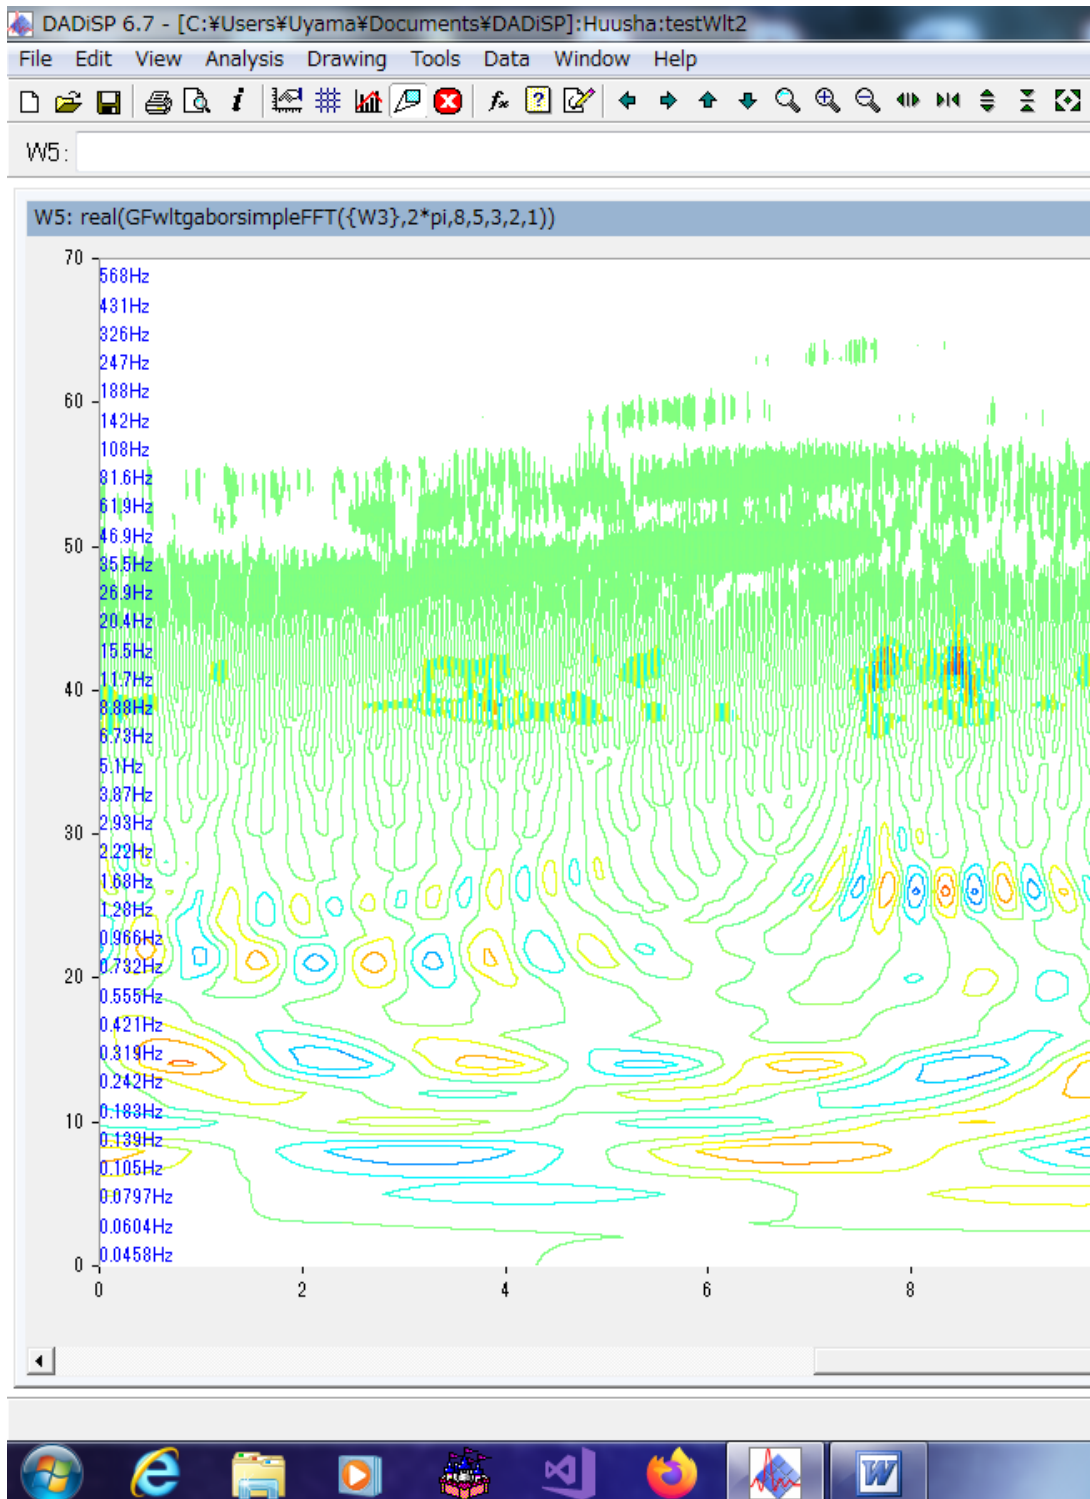 DADiSP 6.7 - [C:¥Users¥Uyama¥Documents¥DADiSP]:Huusha:testWlt2
File Edit View Analysis Drawing Tools Data Window Help
W5:
W5: real(GFwltgaborsimpleFFT({W3},2*pi,8,5,3,2,1))
70
568Hz
431Hz
326Hz
247Hz
188Hz
60
142Hz
108Hz
81.6Hz
61.9Hz
46.9Hz
50
35.5Hz
26.9Hz
20.4Hz
15.5Hz
11.7Hz
40
8.88Hz
6.73Hz
5.1Hz
3.87Hz
2.93Hz
30
2.22Hz
1.68Hz
1.28Hz
0.966Hz
0.732Hz
20
0.555Hz
0.421Hz
0.319Hz
0.242Hz
0.183Hz
10
0.139Hz
0.105Hz
0.0797Hz
0.0604Hz
0.0458Hz
0
0 2 4 6 8